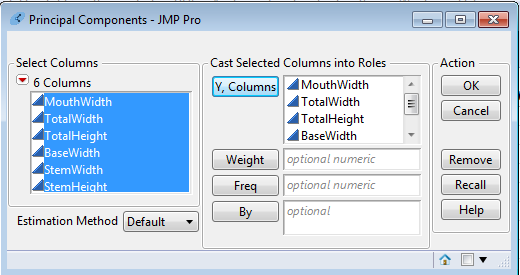 Principal Components - JMP Pro
Select Columns
6 Columns
MouthWidth
TotalWidth
TotalHeight
BaseWidth
StemWidth
StemHeight
Estimation Method Default
Cast Selected Columns into Roles
Y, Columns
MouthWidth
TotalWidth
TotalHeight
BaseWidth
Weight optional numeric
Freq optional numeric
By optional
Action
OK
Cancel
Remove
Recall
Help